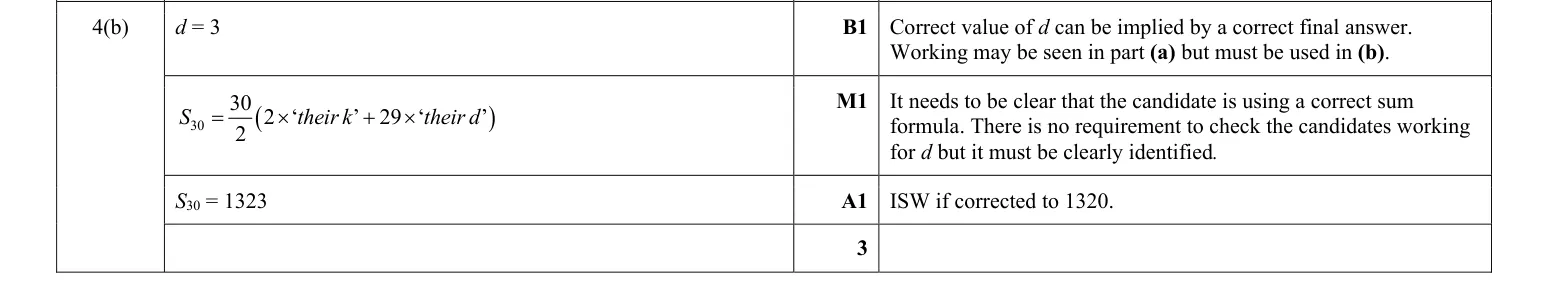 4(b) d = 3 B1 Correct value of d can be implied by a correct final answer.
Working may be seen in part (a) but must be used in (b).
S₃₀ = 30/2 (2 × ‘their k’ + 29 × ‘their d’) M1 It needs to be clear that the candidate is using a correct sum
formula. There is no requirement to check the candidates working
for d but it must be clearly identified.
S₃₀ = 1323 A1 ISW if corrected to 1320.
3